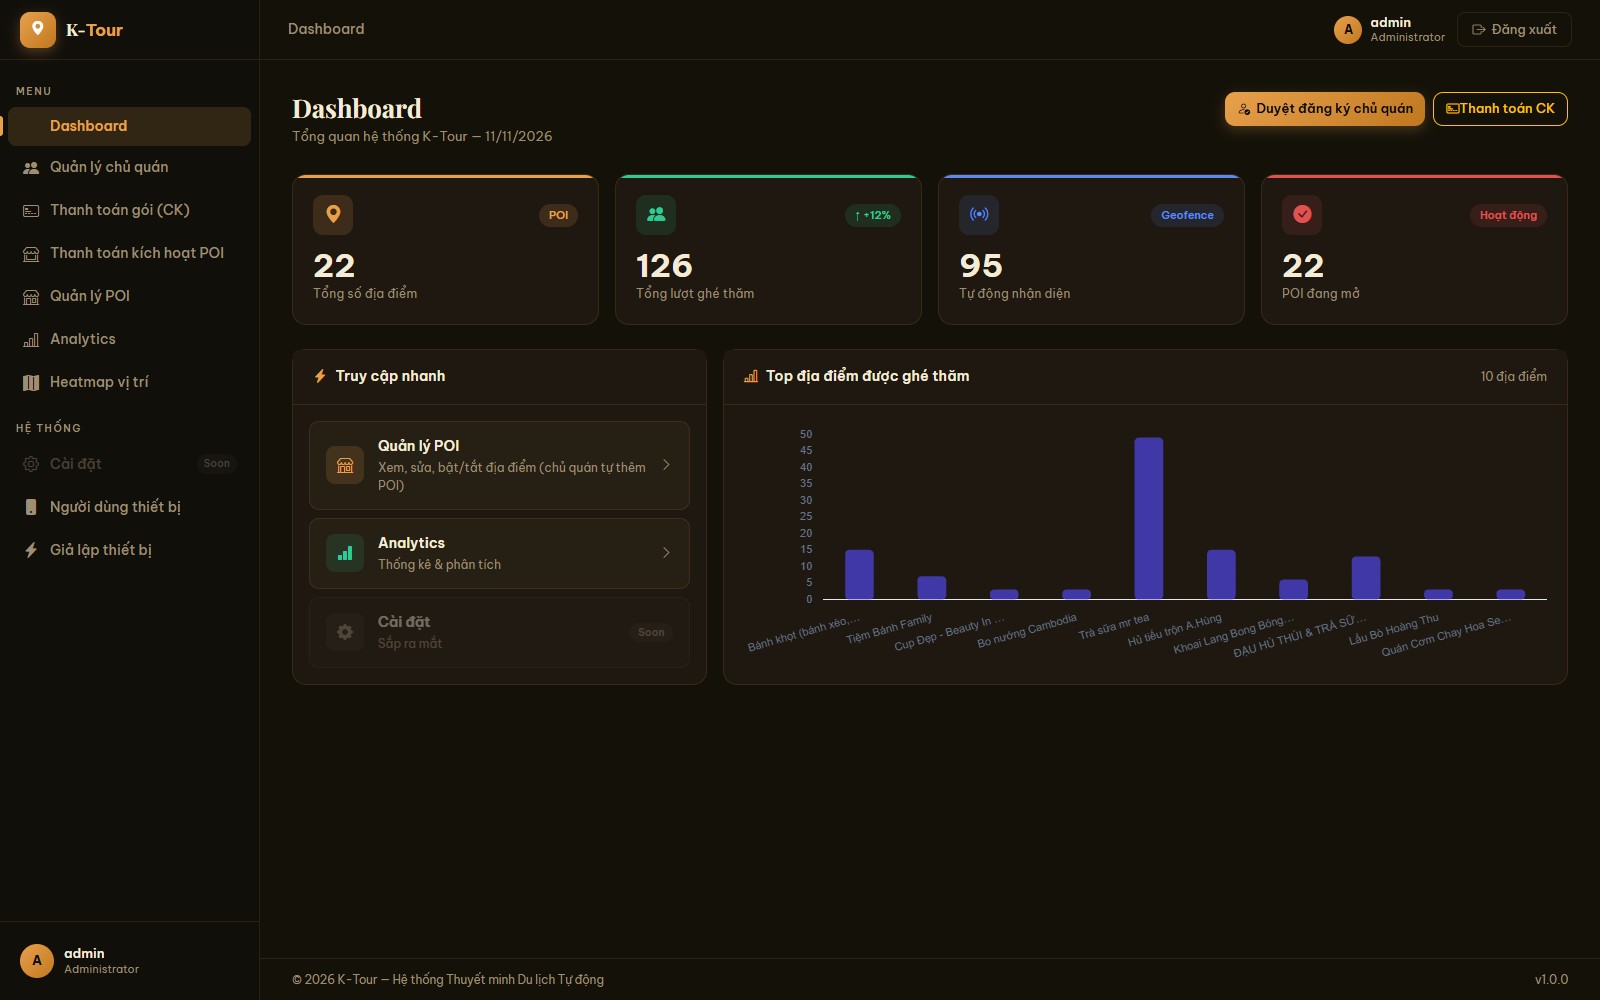 K-Tour
MENU
Dashboard
Quản lý chủ quán
Thanh toán gói (CK)
Thanh toán kích hoạt POI
Quản lý POI
Analytics
Heatmap vị trí
HỆ THỐNG
Cài đặt
Soon
Người dùng thiết bị
Giả lập thiết bị
A
admin
Administrator
Dashboard
A
admin
Administrator
Đăng xuất
Dashboard
Tổng quan hệ thống K-Tour — 11/11/2026
Duyệt đăng ký chủ quán
Thanh toán CK
POI
22
Tổng số địa điểm
↑ +12%
126
Tổng lượt ghé thăm
Geofence
95
Tự động nhận diện
Hoạt động
22
POI đang mở
Truy cập nhanh
Quản lý POI
Xem, sửa, bật/tắt địa điểm (chủ quán tự thêm
POI)
Analytics
Thống kê & phân tích
Cài đặt
Sắp ra mắt
Soon
Top địa điểm được ghé thăm
10 địa điểm
50
45
40
35
30
25
20
15
10
5
0
Bánh khọt (bánh xèo,...
Tiệm Bánh Family
Cup Đẹp - Beauty In ...
Bo nướng Cambodia
Trà sữa mr tea
Hủ tiếu trộn A.Hùng
Khoai Lang Bong Bóng...
ĐẬU HỦ THÚI & TRÀ SỮ...
Lẩu Bò Hoàng Thu
Quán Cơm Chay Hoa Se...
© 2026 K-Tour — Hệ thống Thuyết minh Du lịch Tự động
v1.0.0